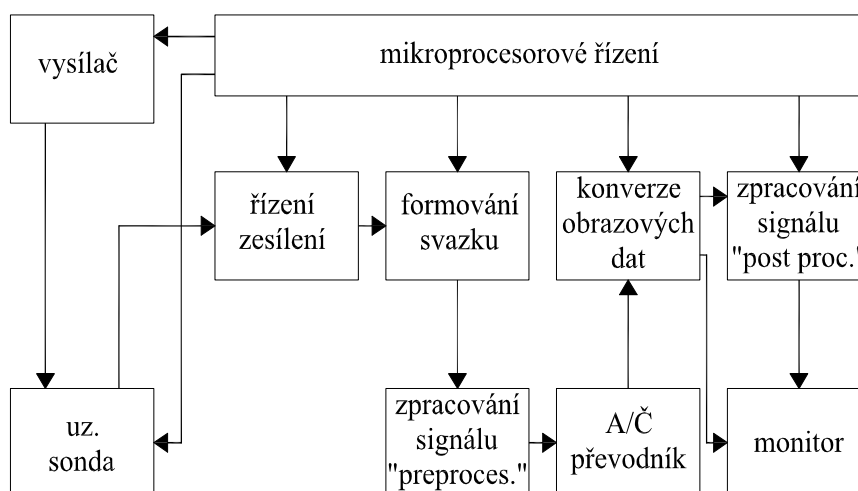 vysílač
mikroprocesorové řízení
řízení
zesílení
formování
svazku
konverze
obrazových
dat
zpracování
signálu
"post proc."
uz.
sonda
zpracování
signálu
"preproces."
A/Č
převodník
monitor